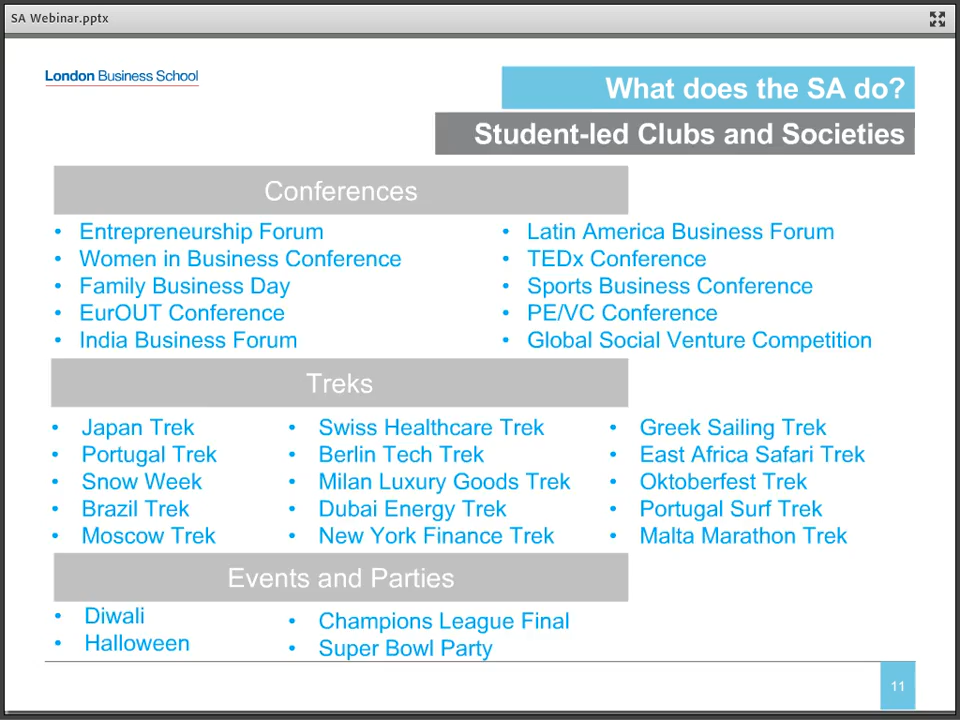 SA Webinar.pptx
London Business School
What does the SA do?
Student-led Clubs and Societies
Conferences
• Entrepreneurship Forum
• Women in Business Conference
• Family Business Day
• EurOUT Conference
• India Business Forum
• Latin America Business Forum
• TEDx Conference
• Sports Business Conference
• PE/VC Conference
• Global Social Venture Competition
Treks
• Japan Trek
• Portugal Trek
• Snow Week
• Brazil Trek
• Moscow Trek
• Swiss Healthcare Trek
• Berlin Tech Trek
• Milan Luxury Goods Trek
• Dubai Energy Trek
• New York Finance Trek
• Greek Sailing Trek
• East Africa Safari Trek
• Oktoberfest Trek
• Portugal Surf Trek
• Malta Marathon Trek
Events and Parties
• Diwali
• Halloween
• Champions League Final
• Super Bowl Party
11